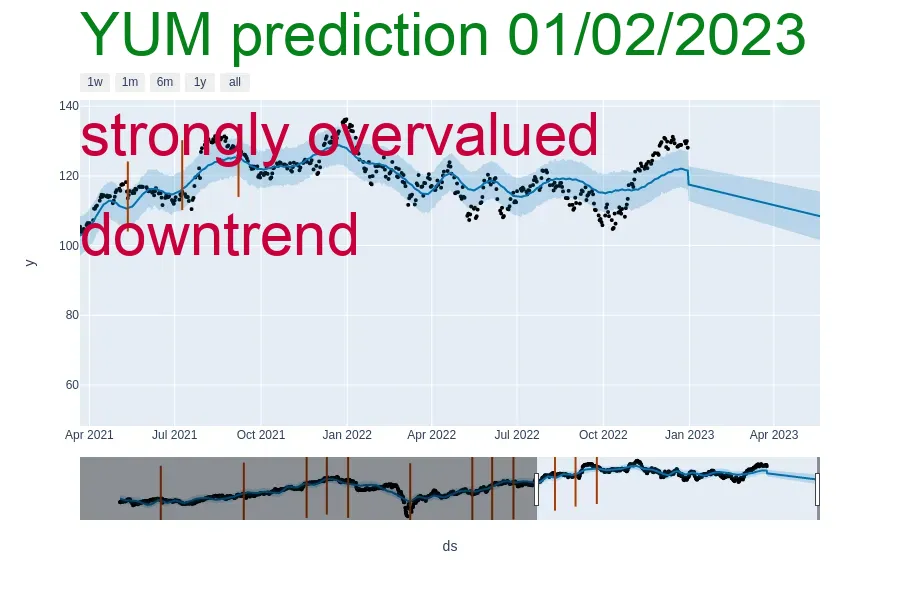 YUM prediction 01/02/2023
1w 1m 6m 1y all
140
strongly overvalued
120
downtrend
100
y
80
60
Apr 2021 Jul 2021 Oct 2021 Jan 2022 Apr 2022 Jul 2022 Oct 2022 Jan 2023 Apr 2023
ds